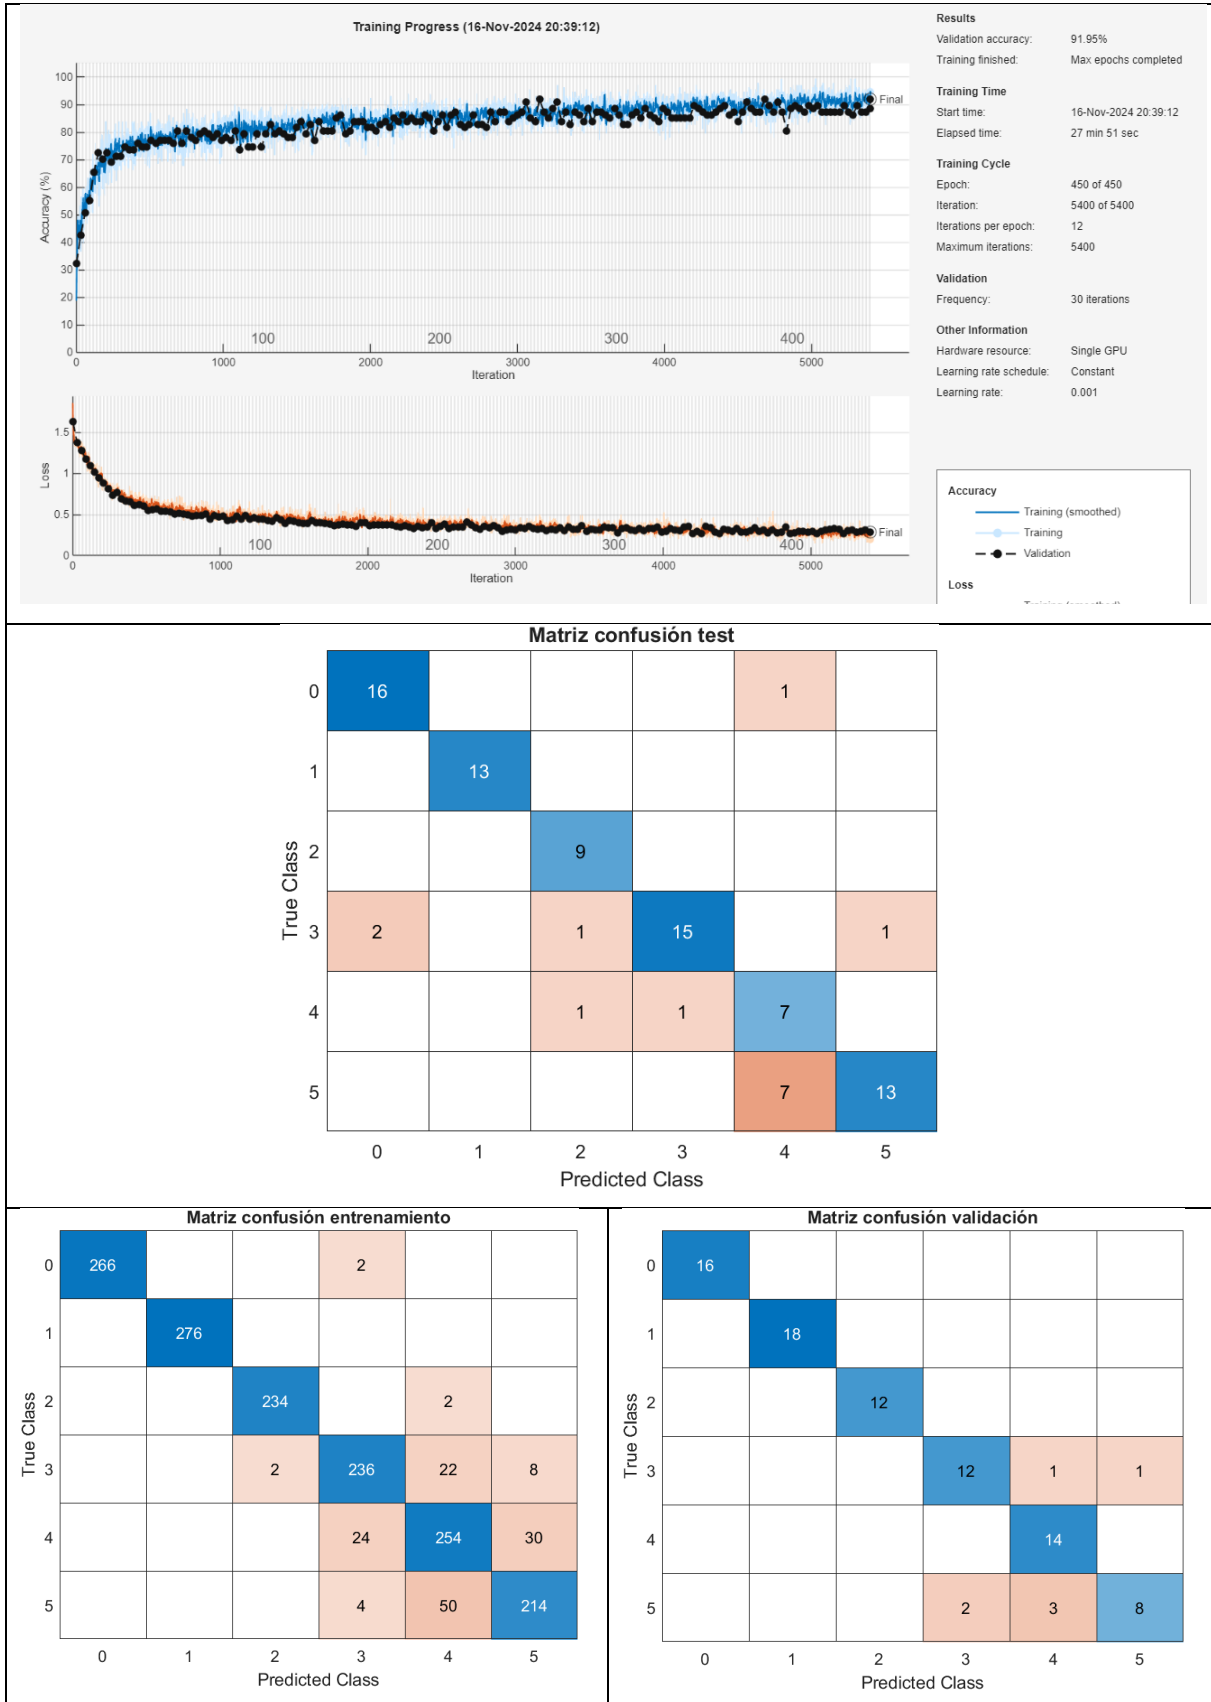 Training Progress (16-Nov-2024 20:39:12)
100
90
80
70
60
50
40
30
20
10
0
Accuracy (%)
Final
100 200 300 400
0 1000 2000 3000 4000 5000
Iteration
1.5
1
0.5
0
Loss
Final
100 200 300 400
0 1000 2000 3000 4000 5000
Iteration
Results
Validation accuracy: 91.95%
Training finished: Max epochs completed
Training Time
Start time: 16-Nov-2024 20:39:12
Elapsed time: 27 min 51 sec
Training Cycle
Epoch: 450 of 450
Iteration: 5400 of 5400
Iterations per epoch: 12
Maximum iterations: 5400
Validation
Frequency: 30 iterations
Other Information
Hardware resource: Single GPU
Learning rate schedule: Constant
Learning rate: 0.001
Accuracy
Training (smoothed)
Training
Validation
Loss
Matriz confusión test
True Class
0 16 1
1 13
2 9
3 2 1 15 1
4 1 1 7
5 7 13
0 1 2 3 4 5
Predicted Class
Matriz confusión entrenamiento
True Class
0 266 2
1 276
2 234 2
3 2 236 22 8
4 24 254 30
5 4 50 214
0 1 2 3 4 5
Predicted Class
Matriz confusión validación
True Class
0 16
1 18
2 12
3 12 1 1
4 14
5 2 3 8
0 1 2 3 4 5
Predicted Class